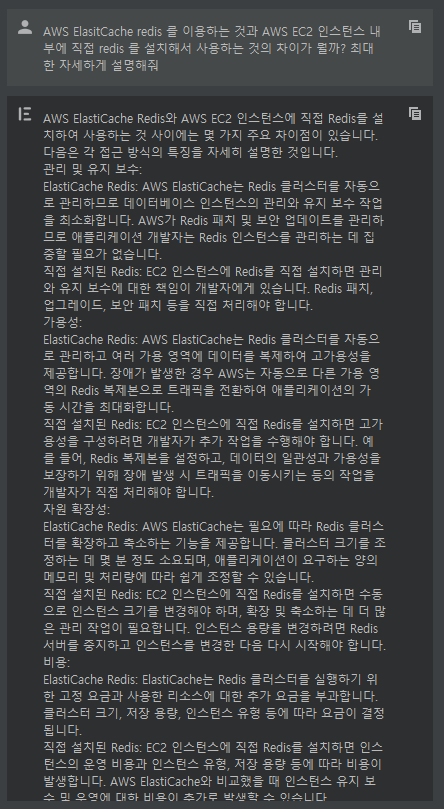 AWS ElasitCache redis 를 이용하는 것과 AWS EC2 인스턴스 내
부에 직접 redis 를 설치해서 사용하는 것의 차이가 뭘까? 최대
한 자세하게 설명해줘
AWS ElastiCache Redis와 AWS EC2 인스턴스에 직접 Redis를 설
치하여 사용하는 것 사이에는 몇 가지 주요 차이점이 있습니다.
다음은 각 접근 방식의 특징을 자세히 설명한 것입니다.
관리 및 유지 보수:
ElastiCache Redis: AWS ElastiCache는 Redis 클러스터를 자동으
로 관리하므로 데이터베이스 인스턴스의 관리와 유지 보수 작업
을 최소화합니다. AWS가 Redis 패치 및 보안 업데이트를 관리하
므로 애플리케이션 개발자는 Redis 인스턴스를 관리하는 데 집
중할 필요가 없습니다.
직접 설치된 Redis: EC2 인스턴스에 Redis를 직접 설치하면 관리
와 유지 보수에 대한 책임이 개발자에게 있습니다. Redis 패치,
업그레이드, 보안 패치 등을 직접 처리해야 합니다.
가용성:
ElastiCache Redis: AWS ElastiCache는 Redis 클러스터를 자동으
로 관리하고 여러 가용 영역에 데이터를 복제하여 고가용성을
제공합니다. 장애가 발생한 경우 AWS는 자동으로 다른 가용 영
역의 Redis 복제본으로 트래픽을 전환하여 애플리케이션의 가
동 시간을 최대화합니다.
직접 설치된 Redis: EC2 인스턴스에 직접 Redis를 설치하면 고가
용성을 구성하려면 개발자가 추가 작업을 수행해야 합니다. 예
를 들어, Redis 복제본을 설정하고, 데이터의 일관성과 가용성을
보장하기 위해 장애 발생 시 트래픽을 이동시키는 등의 작업을
개발자가 직접 처리해야 합니다.
자원 확장성:
ElastiCache Redis: AWS ElastiCache는 필요에 따라 Redis 클러스
터를 확장하고 축소하는 기능을 제공합니다. 클러스터 크기를 조
정하는 데 몇 분 정도 소요되며, 애플리케이션이 요구하는 양의
메모리 및 처리량에 따라 쉽게 조정할 수 있습니다.
직접 설치된 Redis: EC2 인스턴스에 직접 Redis를 설치하면 수동
으로 인스턴스 크기를 변경해야 하며, 확장 및 축소하는 데 더 많
은 관리 작업이 필요합니다. 인스턴스 용량을 변경하려면 Redis
서버를 중지하고 인스턴스를 변경한 다음 다시 시작해야 합니다.
비용:
ElastiCache Redis: ElastiCache는 Redis 클러스터를 실행하기 위
한 고정 요금과 사용한 리소스에 대한 추가 요금을 부과합니다.
클러스터 크기, 저장 용량, 인스턴스 유형 등에 따라 요금이 결정
됩니다.
직접 설치된 Redis: EC2 인스턴스에 직접 Redis를 설치하면 인스
턴스의 운영 비용과 인스턴스 유형, 저장 용량 등에 따라 비용이
발생합니다. AWS ElastiCache와 비교했을 때 인스턴스 유지 보
수 및 운영에 대한 비용이 추가로 발생할 수 있습니다.